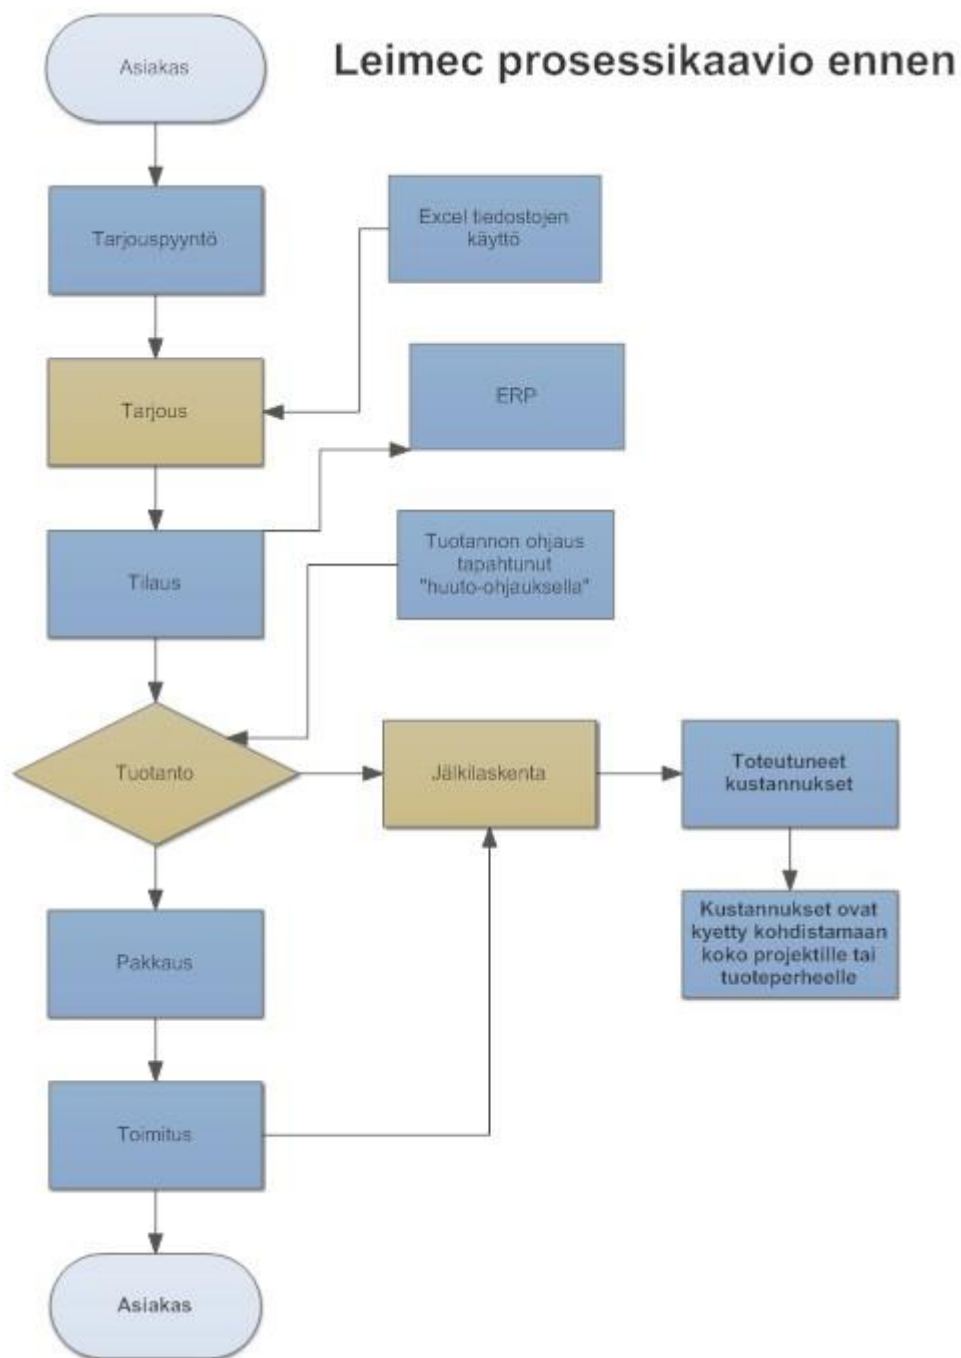 Leimec prosessikaavio ennen
Asiakas
Tarjouspyyntö
Excel tiedostojen
käyttö
Tarjous
ERP
Tilaus
Tuotannon ohjaus
tapahtunut
"huuto-ohjauksella"
Tuotanto
Jälkilaskenta
Toteutuneet
kustannukset
Kustannukset ovat
kyetty kohdistamaan
koko projektille tai
tuoteperheelle
Pakkaus
Toimitus
Asiakas